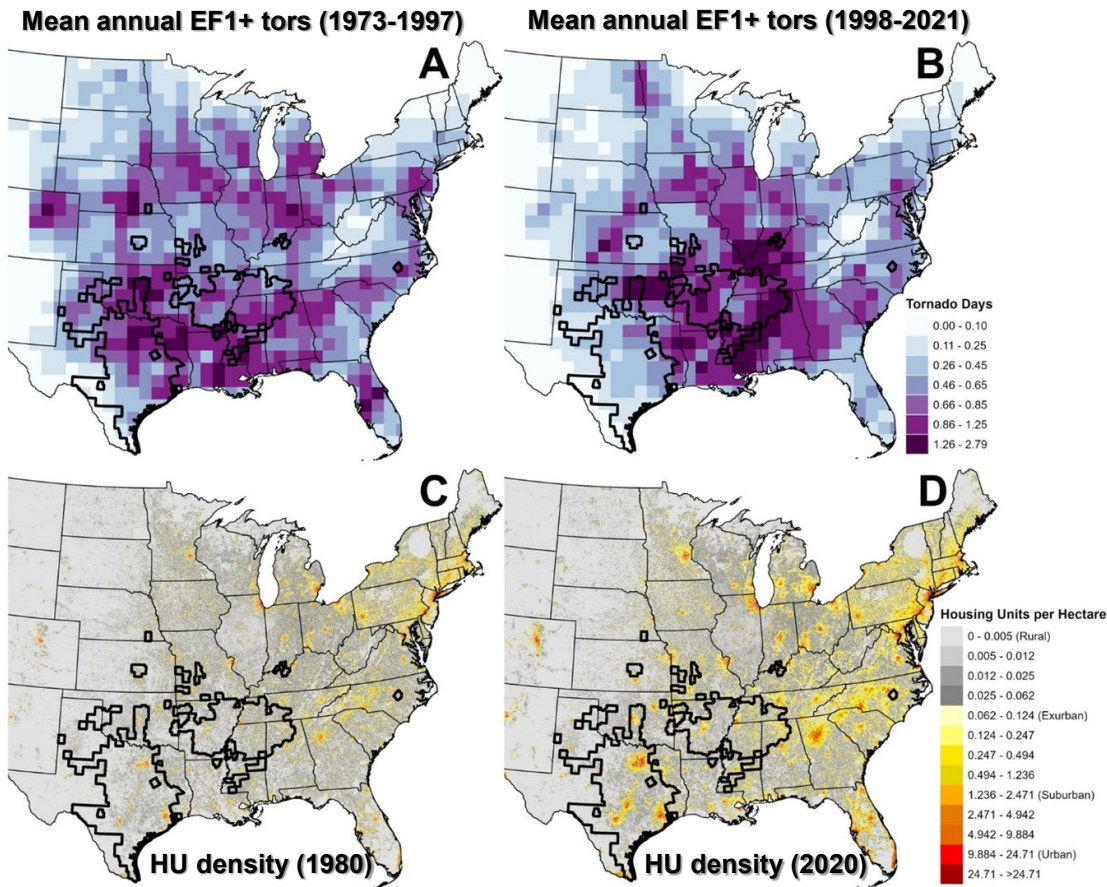 Mean annual EF1+ tors (1973-1997)
Mean annual EF1+ tors (1998-2021)
A
B
Tornado Days
0.00 - 0.10
0.11 - 0.25
0.26 - 0.45
0.46 - 0.65
0.66 - 0.85
0.86 - 1.25
1.26 - 2.79
C
D
Housing Units per Hectare
0 - 0.005 (Rural)
0.005 - 0.012
0.012 - 0.025
0.025 - 0.062
0.062 - 0.124 (Exurban)
0.124 - 0.247
0.247 - 0.494
0.494 - 1.236
1.236 - 2.471 (Suburban)
2.471 - 4.942
4.942 - 9.884
9.884 - 24.71 (Urban)
24.71 - >24.71
HU density (1980)
HU density (2020)